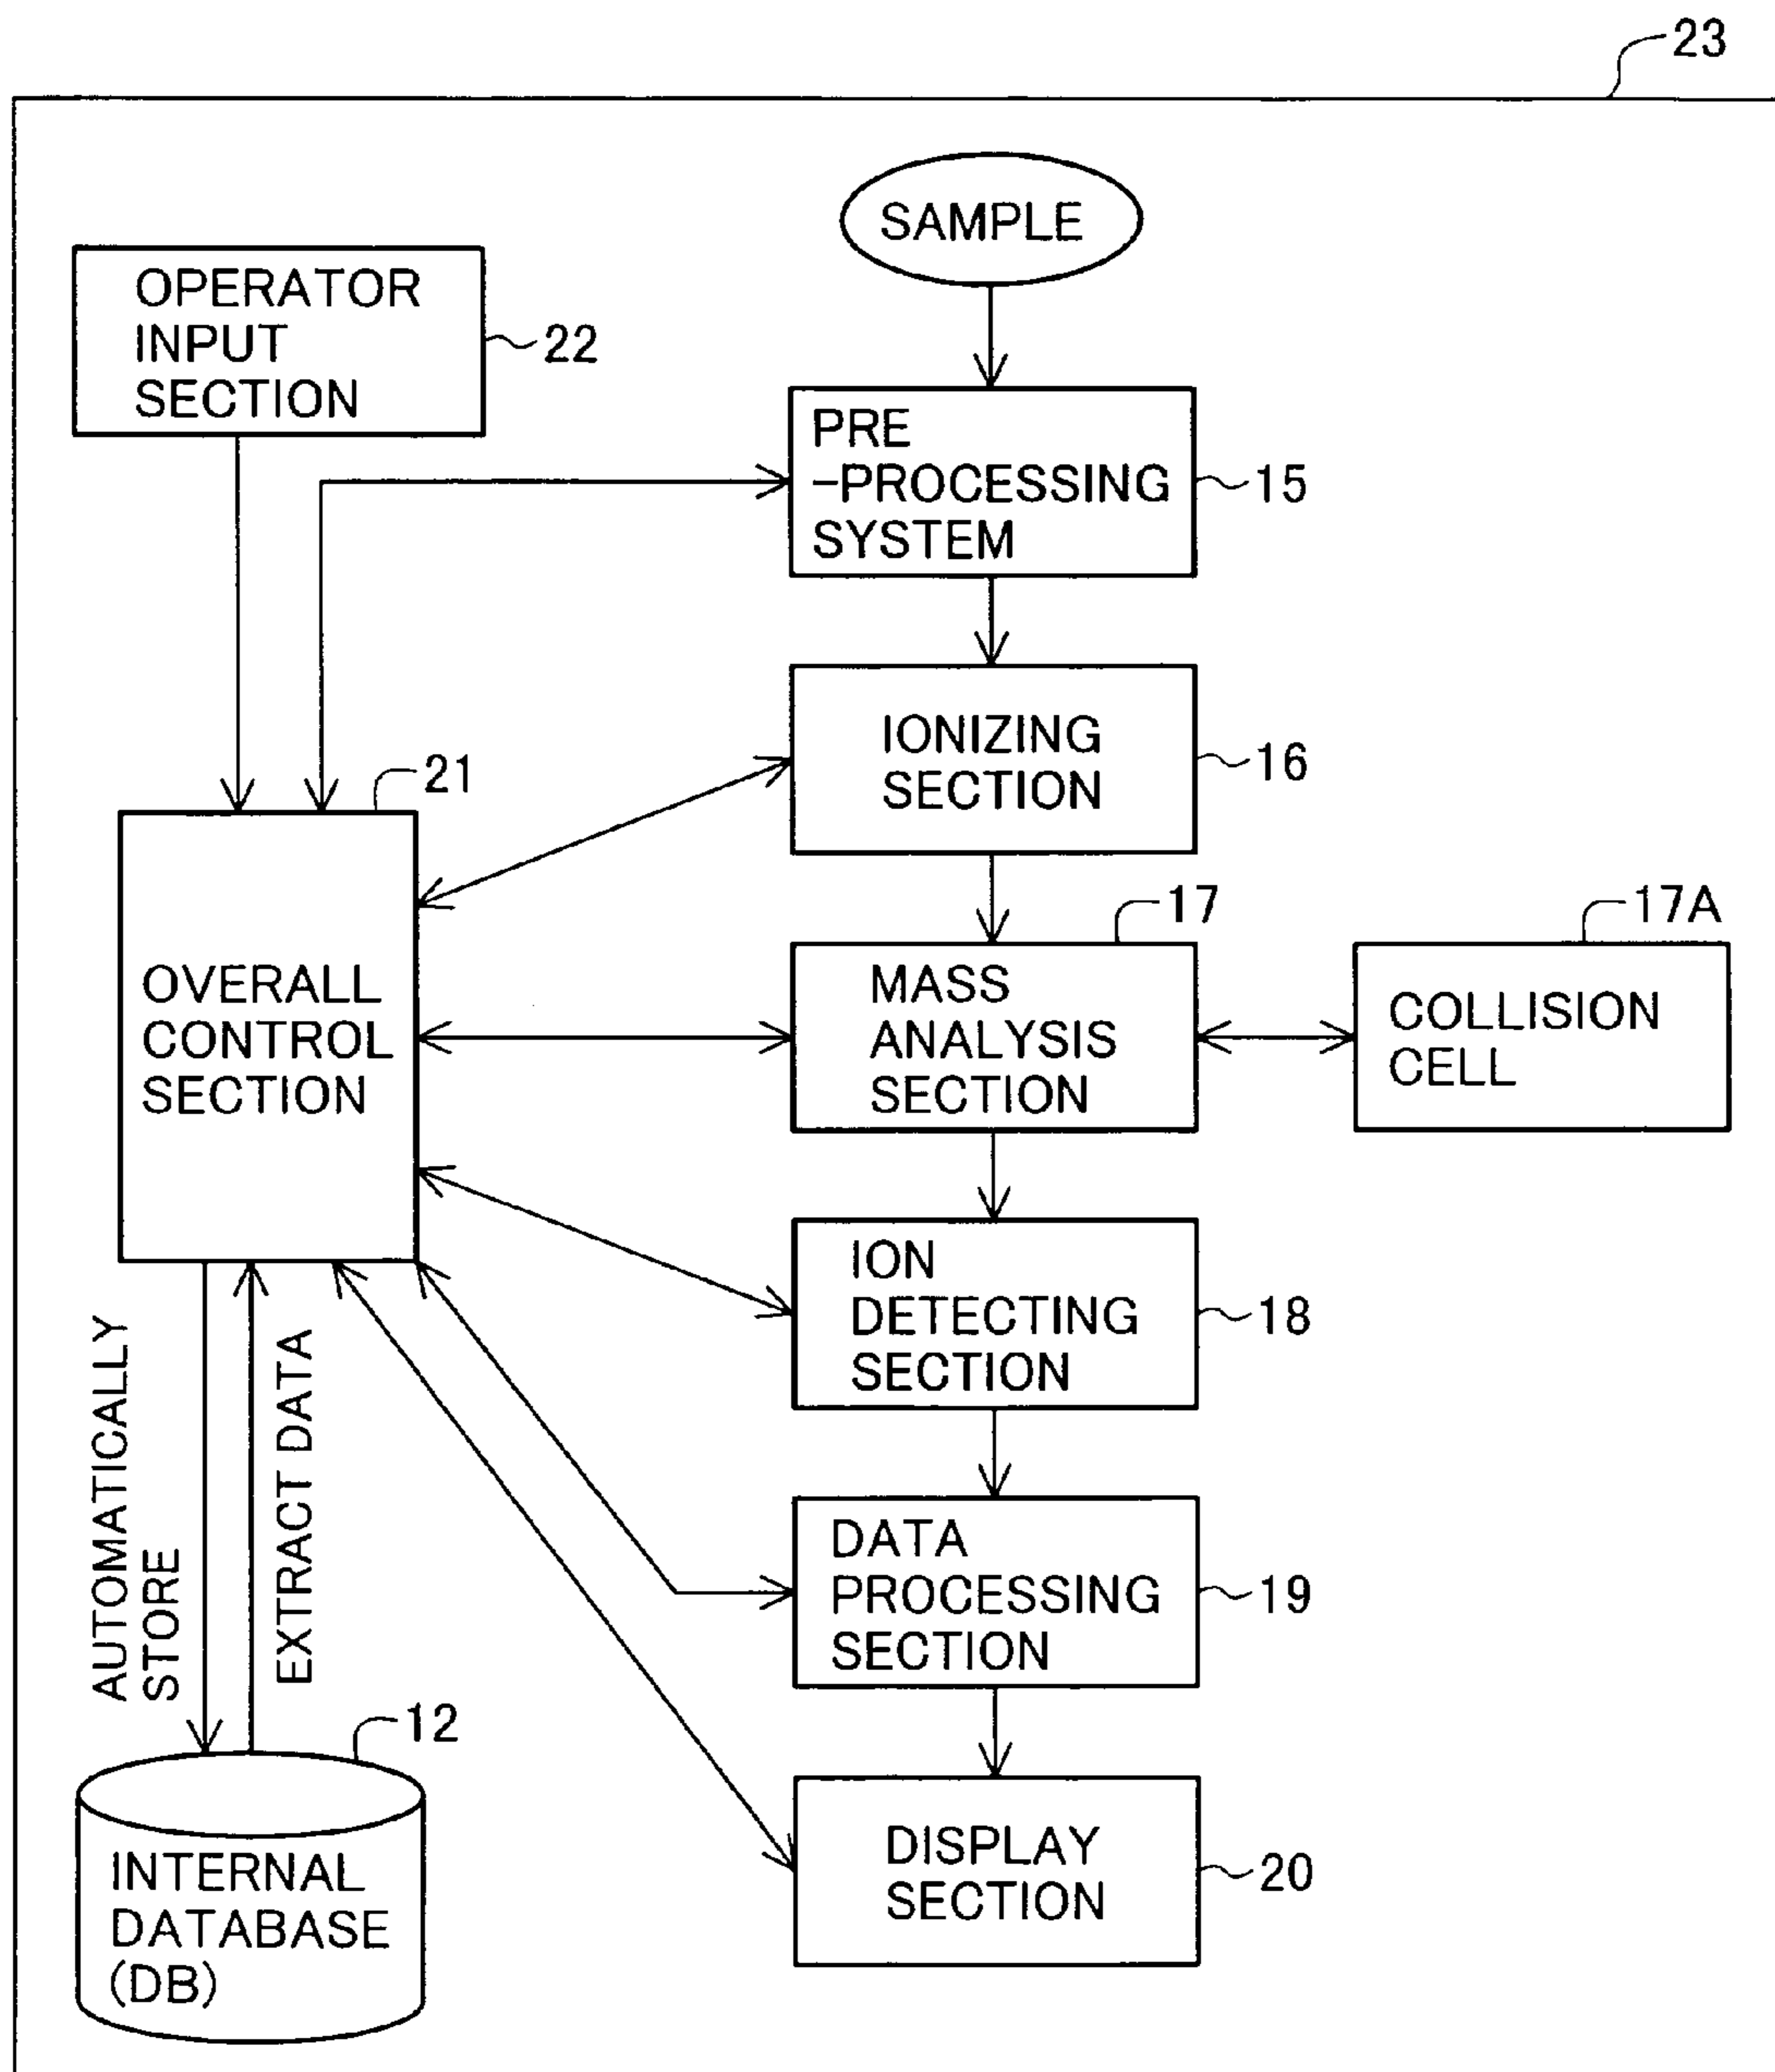 23
SAMPLE
OPERATOR
INPUT
SECTION
22
PRE
-PROCESSING
SYSTEM
15
IONIZING
SECTION
16
21
OVERALL
CONTROL
SECTION
17
MASS
ANALYSIS
SECTION
17A
COLLISION
CELL
ION
DETECTING
SECTION
18
AUTOMATICALLY
STORE
EXTRACT DATA
DATA
PROCESSING
SECTION
19
12
INTERNAL
DATABASE
(DB)
DISPLAY
SECTION
20